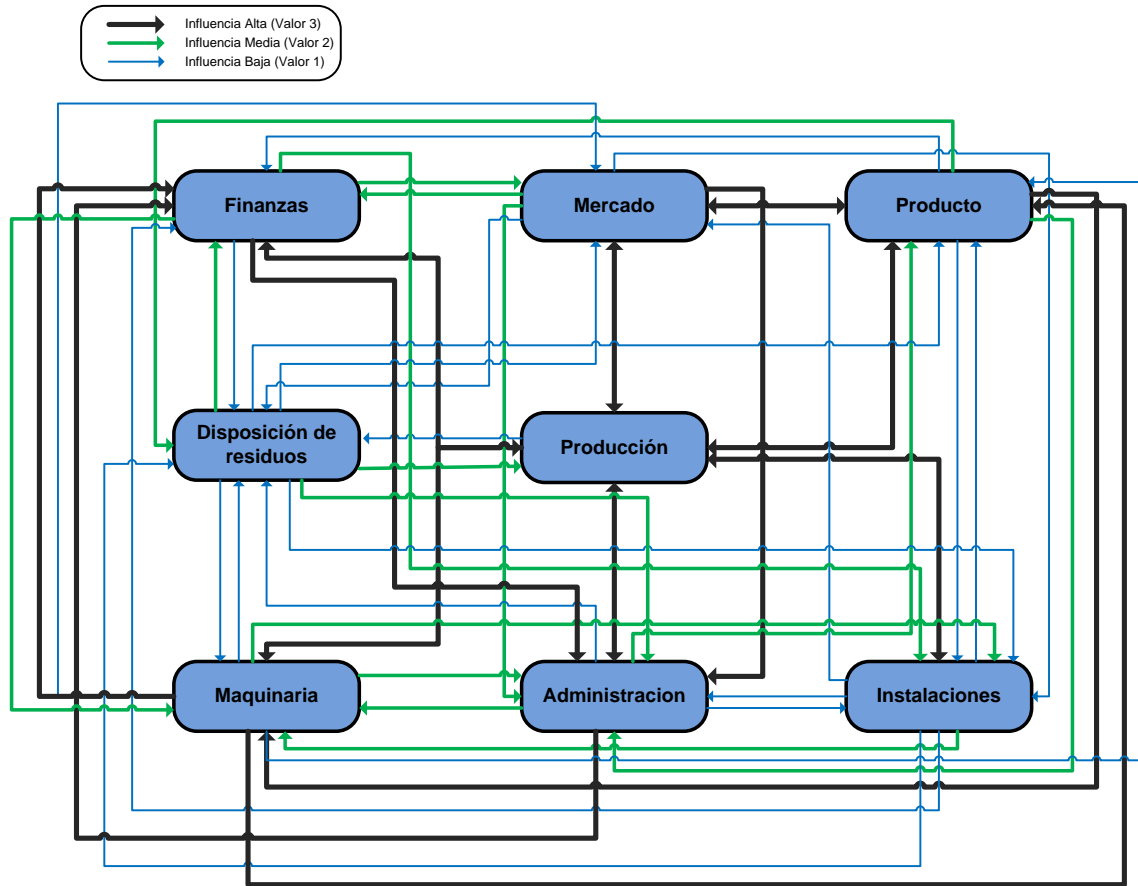 Influencia Alta (Valor 3)
Influencia Media (Valor 2)
Influencia Baja (Valor 1)
Finanzas
Mercado
Producto
Disposición de
residuos
Producción
Maquinaria
Administracion
Instalaciones